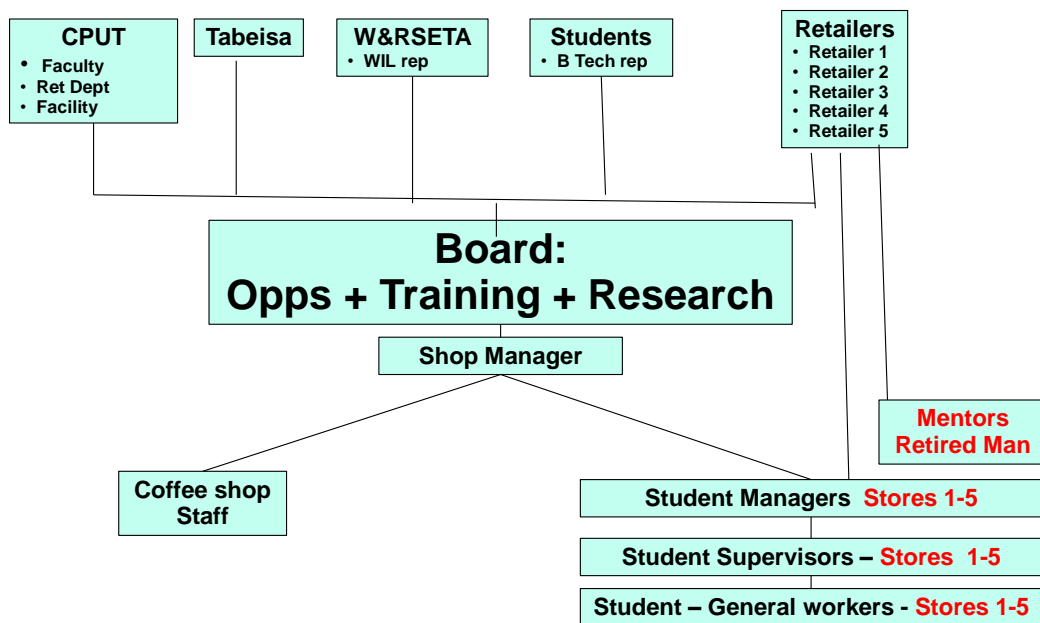 CPUT
• Faculty
• Ret Dept
• Facility
Tabeisa
W&RSETA
• WIL rep
Students
• B Tech rep
Retailers
• Retailer 1
• Retailer 2
• Retailer 3
• Retailer 4
• Retailer 5
Board:
Opps + Training + Research
Shop Manager
Mentors
Retired Man
Coffee shop
Staff
Student Managers Stores 1-5
Student Supervisors – Stores 1-5
Student – General workers - Stores 1-5